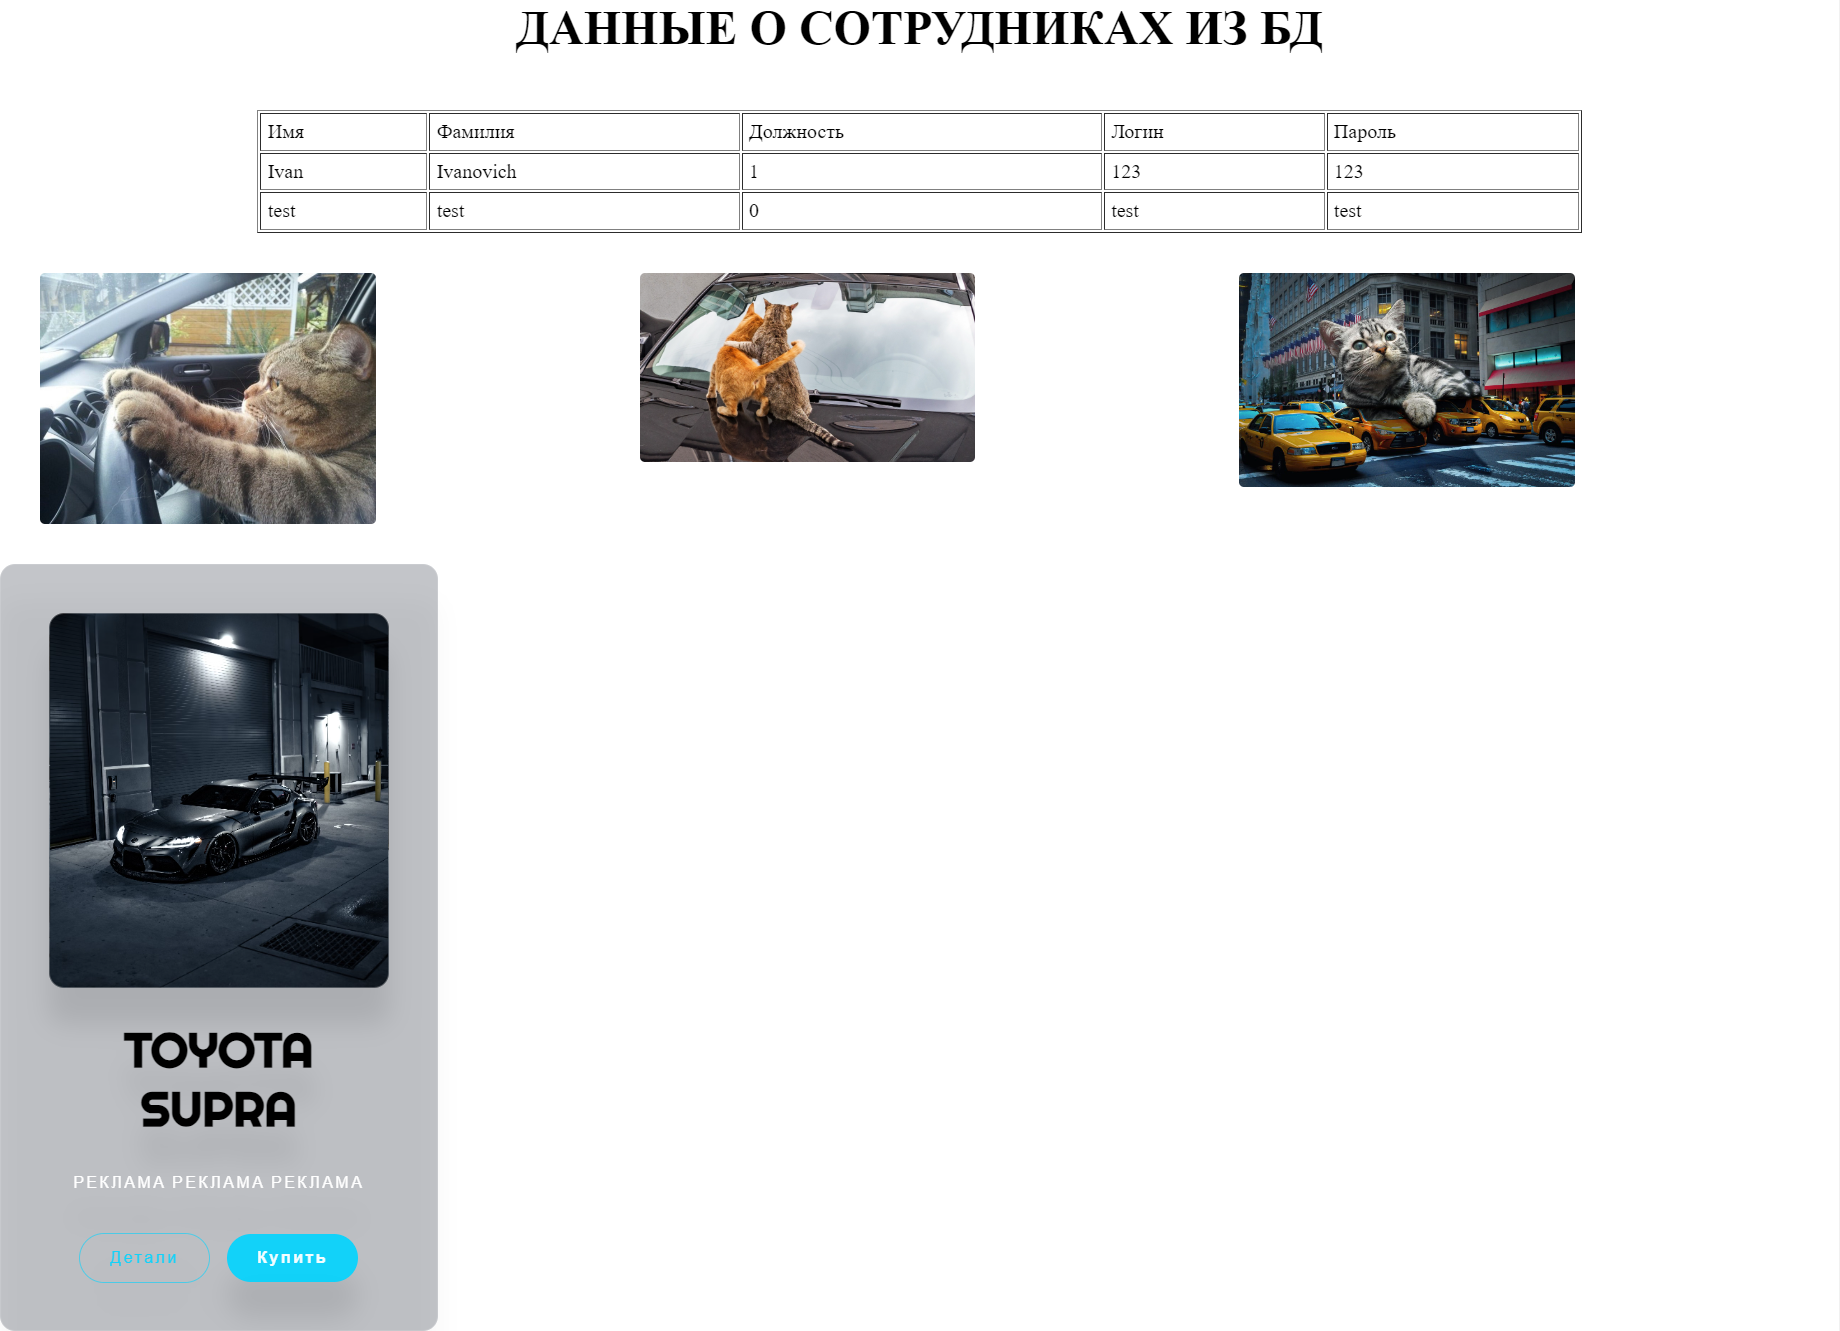 ДАННЫЕ О СОТРУДНИКАХ ИЗ БД
Имя Фамилия Должность Логин Пароль
Ivan Ivanovich 1 123 123
test test 0 test test
TOYOTA
SUPRA
РЕКЛАМА РЕКЛАМА РЕКЛАМА
Детали Купить